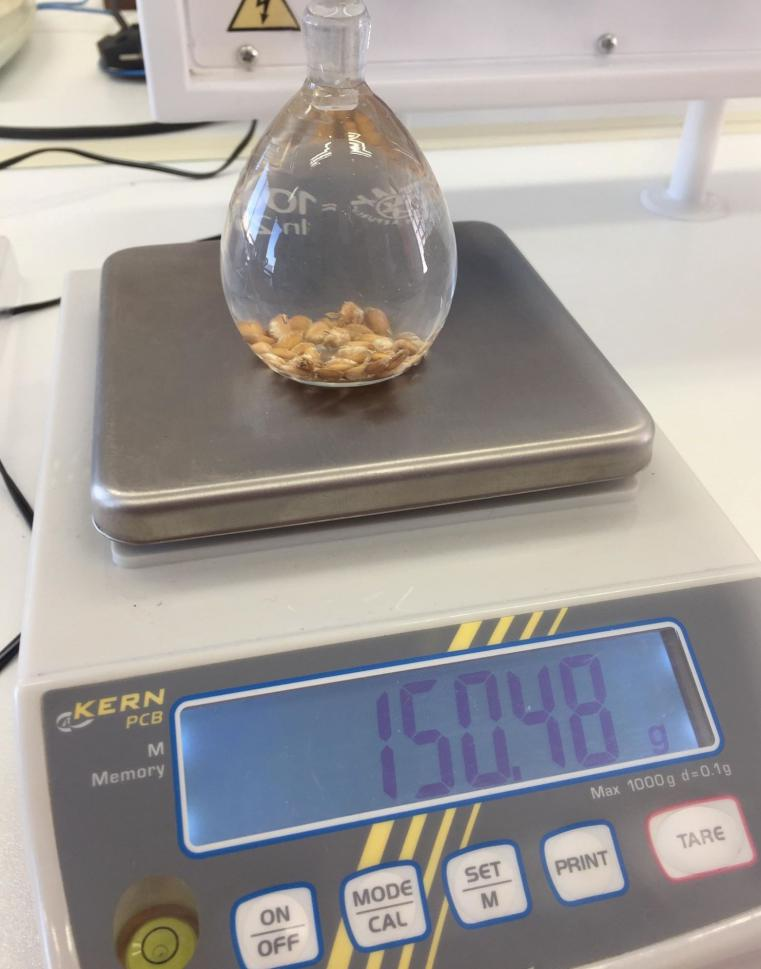 150.48 g
KERN
PCB
M
Memory
Max 1000g d=0.1g
ON
OFF
MODE
CAL
SET
M
PRINT
TARE